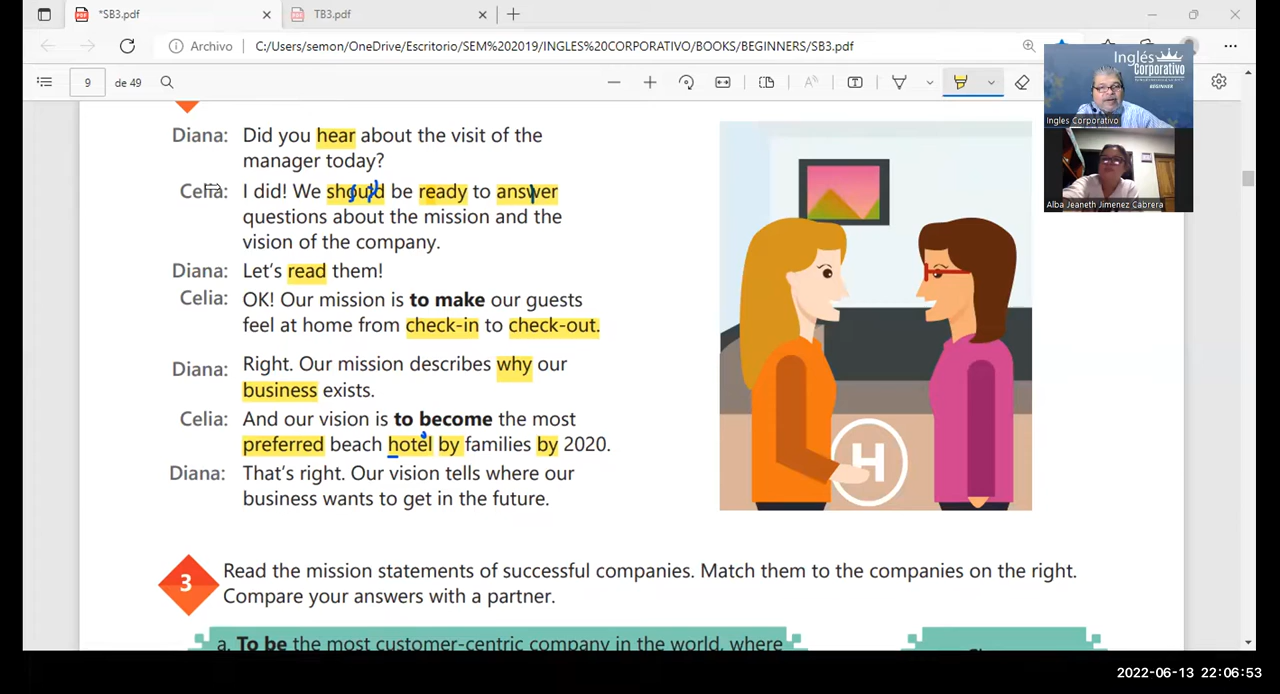 *SB3.pdf
TB3.pdf
Archivo
C:/Users/semon/OneDrive/Escritorio/SEM%202019/INGLES%20CORPORATIVO/BOOKS/BEGINNERS/SB3.pdf
9
de 49
Inglés
Corporativo
BEGINNER
Ingles Corporativo
Alba Jeaneth Jimenez Cabrera
Diana: Did you hear about the visit of the
manager today?
Celia: I did! We should be ready to answer
questions about the mission and the
vision of the company.
Diana: Let's read them!
Celia: OK! Our mission is to make our guests
feel at home from check-in to check-out.
Diana: Right. Our mission describes why our
business exists.
Celia: And our vision is to become the most
preferred beach hotel by families by 2020.
Diana: That's right. Our vision tells where our
business wants to get in the future.
H
3
Read the mission statements of successful companies. Match them to the companies on the right.
Compare your answers with a partner.
a. To be the most customer-centric company in the world, where
2022-06-13 22:06:53